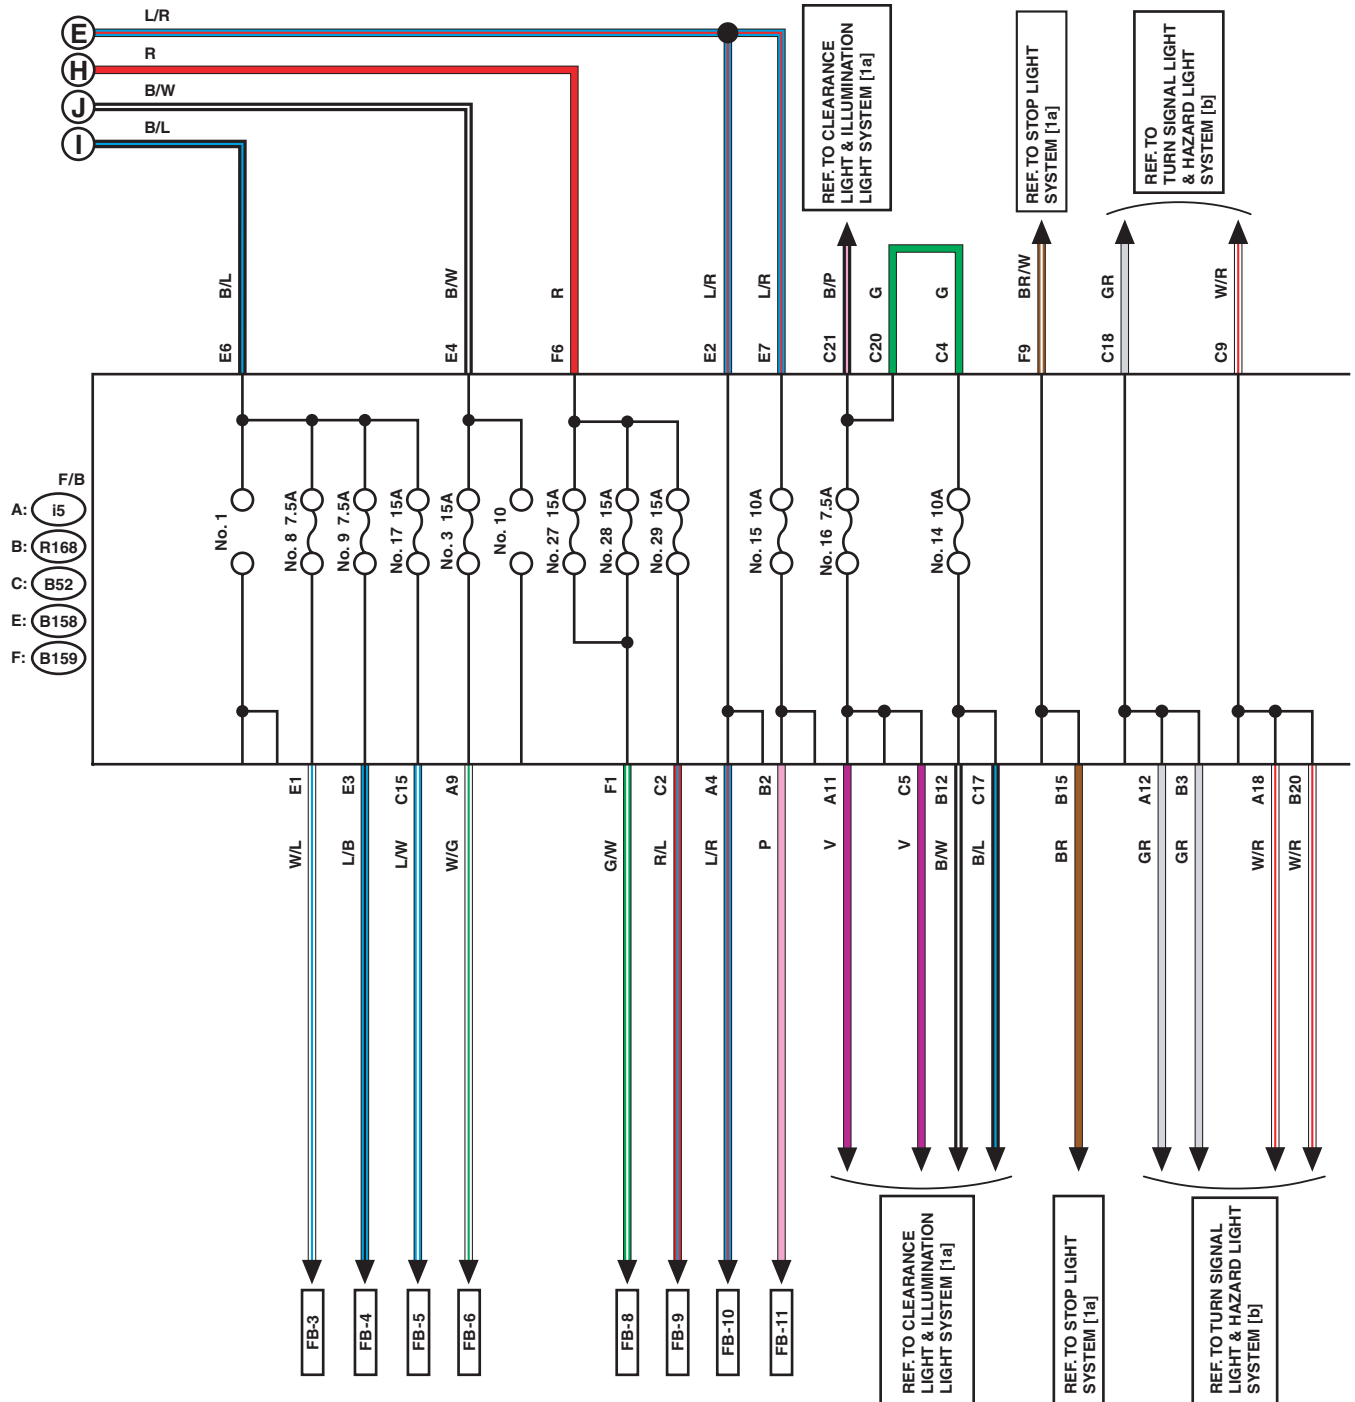 E
L/R
H
R
J
B/W
I
B/L
REF. TO CLEARANCE
LIGHT & ILLUMINATION
LIGHT SYSTEM [1a]
REF. TO STOP LIGHT
SYSTEM [1a]
REF. TO
TURN SIGNAL LIGHT
& HAZARD LIGHT
SYSTEM [b]
B/L
B/W
R
L/R
L/R
B/P
G
G
BR/W
GR
W/R
E6
E4
F6
E2
E7
C21
C20
C4
F9
C18
C9
F/B
A: i5
B: R168
C: B52
E: B158
F: B159
No. 1
No. 8 7.5A
No. 9 7.5A
No. 17 15A
No. 3 15A
No. 10
No. 27 15A
No. 28 15A
No. 29 15A
No. 15 10A
No. 16 7.5A
No. 14 10A
E1
E3
C15
A9
F1
C2
A4
B2
A11
C5
B12
C17
B15
A12
B3
A18
B20
W/L
L/B
L/W
W/G
G/W
R/L
L/R
P
V
V
B/W
B/L
BR
GR
GR
W/R
W/R
FB-3
FB-4
FB-5
FB-6
FB-8
FB-9
FB-10
FB-11
REF. TO CLEARANCE
LIGHT & ILLUMINATION
LIGHT SYSTEM [1a]
REF. TO STOP LIGHT
SYSTEM [1a]
REF. TO TURN SIGNAL
LIGHT & HAZARD LIGHT
SYSTEM [b]